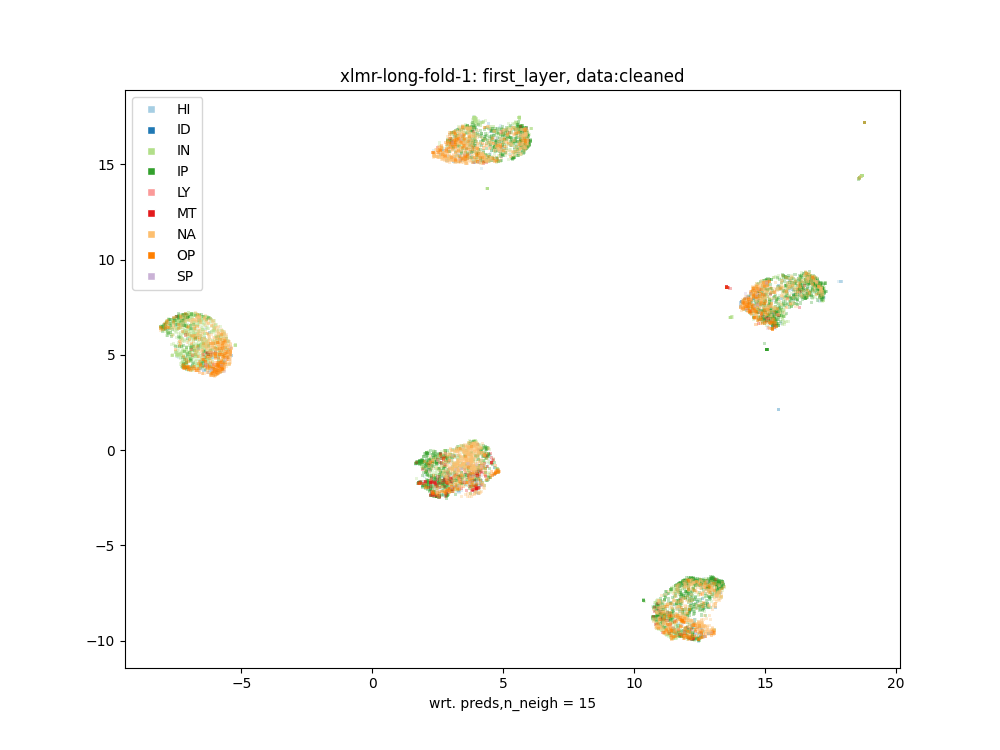 xlmr-long-fold-1: first_layer, data:cleaned
HI
ID
IN
IP
LY
MT
NA
OP
SP
15
10
5
0
−5
−10
−5 0 5 10 15 20
wrt. preds,n_neigh = 15